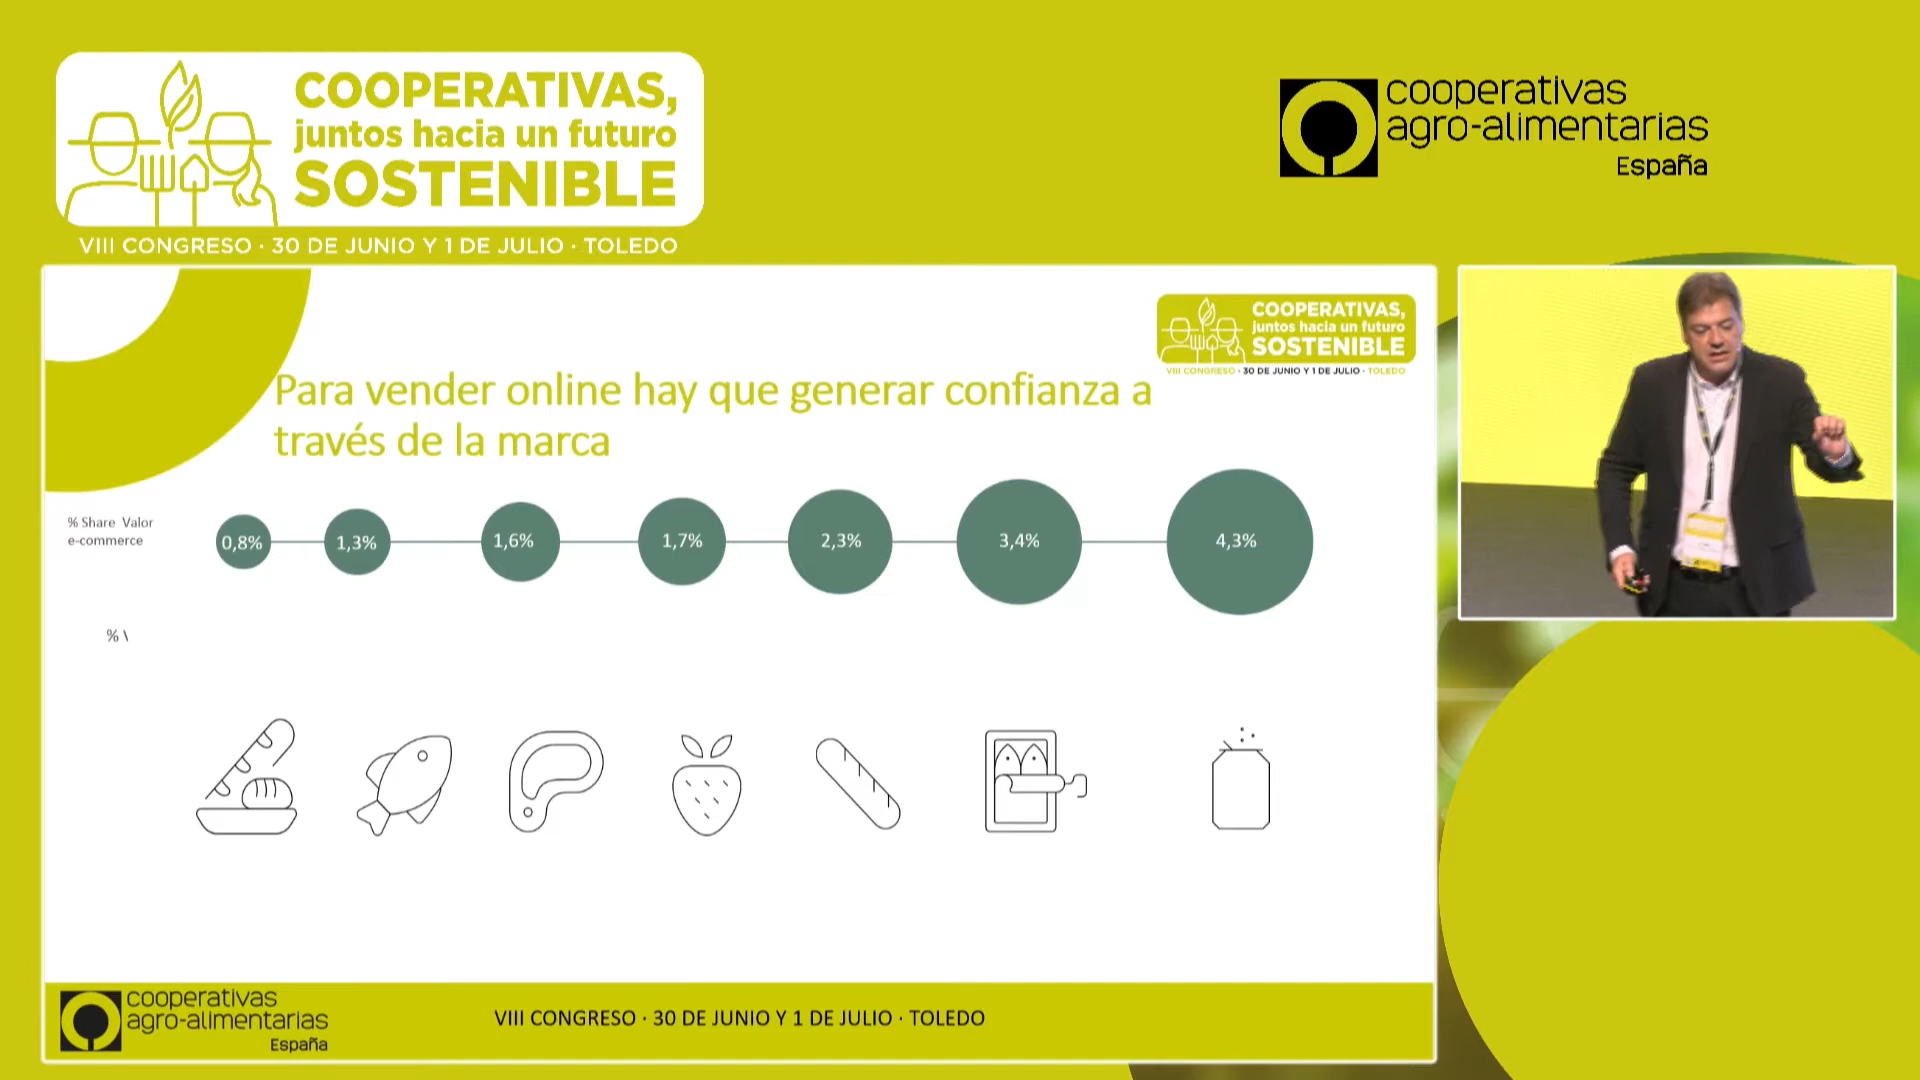 COOPERATIVAS,
juntos hacia un futuro
SOSTENIBLE
VIII CONGRESO · 30 DE JUNIO Y 1 DE JULIO · TOLEDO
cooperativas
agro-alimentarias
España
COOPERATIVAS,
juntos hacia un futuro
SOSTENIBLE
VIII CONGRESO · 30 DE JUNIO Y 1 DE JULIO · TOLEDO
Para vender online hay que generar confianza a
través de la marca
% Share Valor
e-commerce
0,8%
1,3%
1,6%
1,7%
2,3%
3,4%
4,3%
% \
cooperativas
agro-alimentarias
España
VIII CONGRESO · 30 DE JUNIO Y 1 DE JULIO · TOLEDO